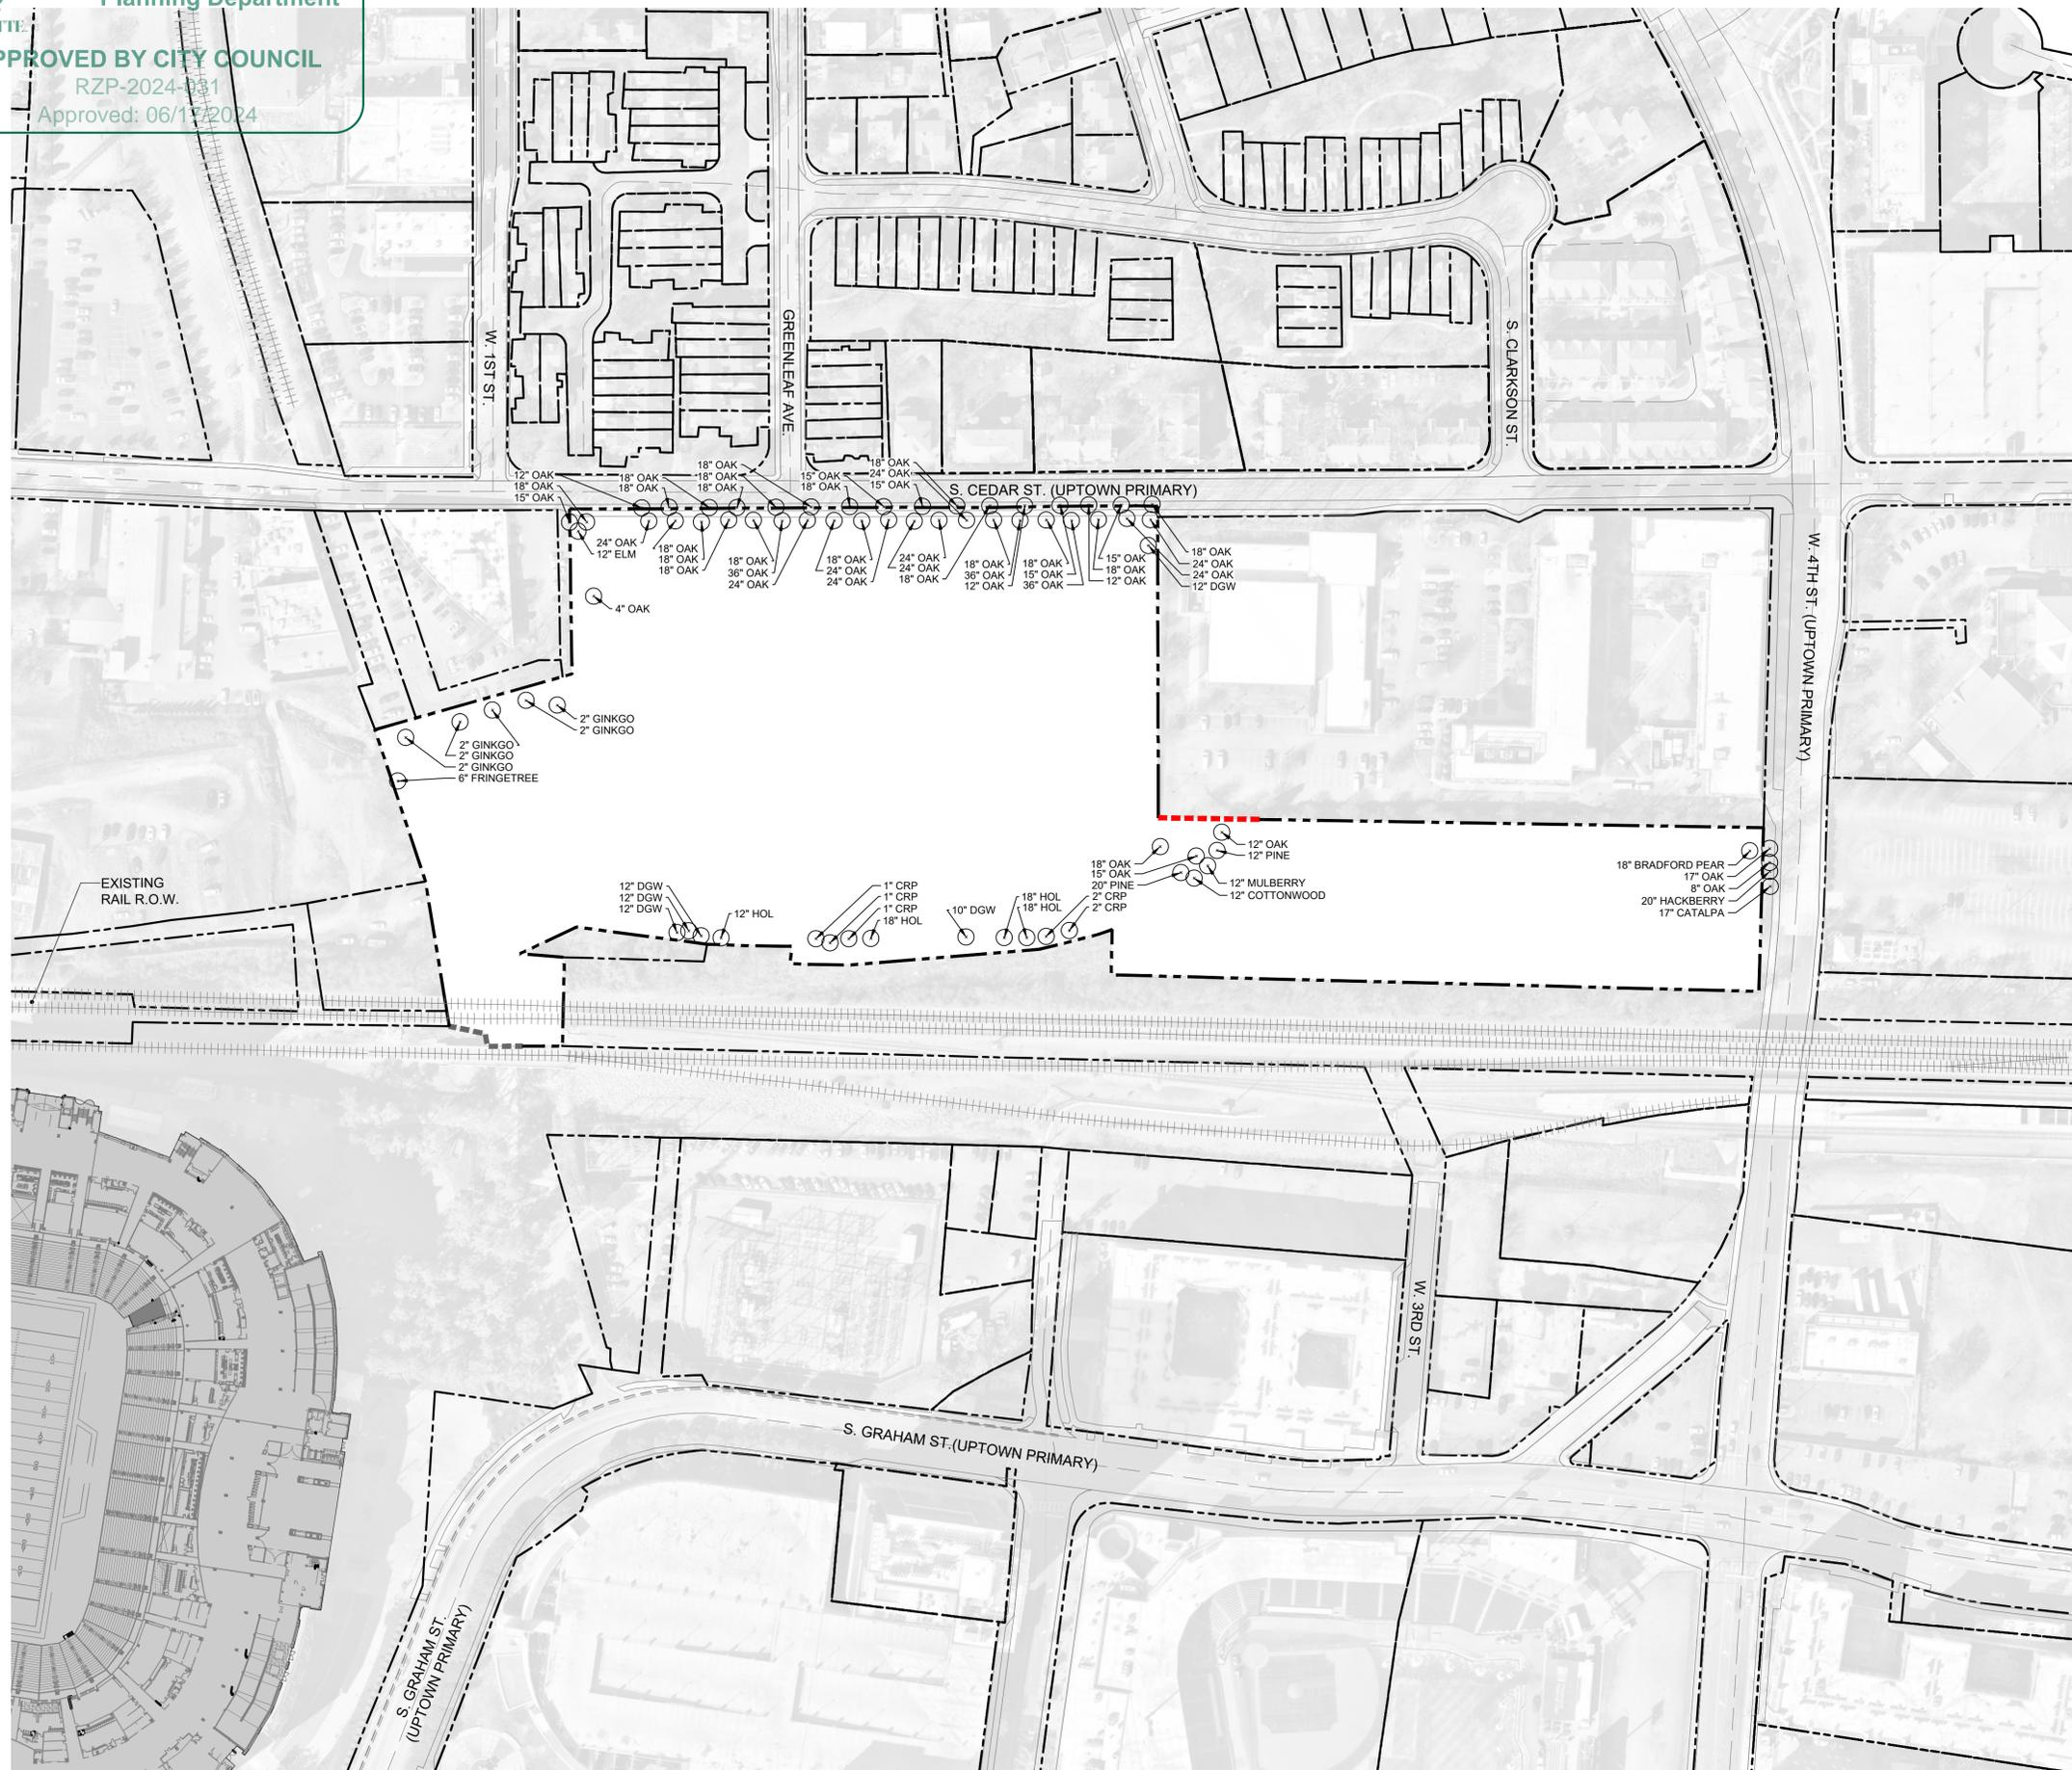 Planning Department
APPROVED BY CITY COUNCIL
RZP-2024-031
Approved: 06/17/2024
W. 1ST ST.
GREENLEAF AVE.
S. CLARKSON ST.
S. CEDAR ST. (UPTOWN PRIMARY)
W. 4TH ST. (UPTOWN PRIMARY)
12" OAK
18" OAK
15" OAK
18" OAK
18" OAK
18" OAK
18" OAK
18" OAK
15" OAK
18" OAK
18" OAK
24" OAK
15" OAK
24" OAK
12" ELM
18" OAK
18" OAK
18" OAK
18" OAK
36" OAK
24" OAK
18" OAK
24" OAK
24" OAK
24" OAK
24" OAK
18" OAK
18" OAK
36" OAK
12" OAK
18" OAK
15" OAK
36" OAK
15" OAK
18" OAK
12" OAK
18" OAK
24" OAK
24" OAK
12" DGW
4" OAK
2" GINKGO
2" GINKGO
2" GINKGO
2" GINKGO
2" GINKGO
6" FRINGETREE
12" OAK
12" PINE
18" OAK
15" OAK
20" PINE
12" MULBERRY
12" COTTONWOOD
18" BRADFORD PEAR
17" OAK
8" OAK
20" HACKBERRY
17" CATALPA
EXISTING
RAIL R.O.W.
12" DGW
12" DGW
12" DGW
12" HOL
1" CRP
1" CRP
1" CRP
18" HOL
10" DGW
18" HOL
18" HOL
2" CRP
2" CRP
W. 3RD ST.
S. GRAHAM ST.(UPTOWN PRIMARY)
S. GRAHAM ST.
(UPTOWN PRIMARY)